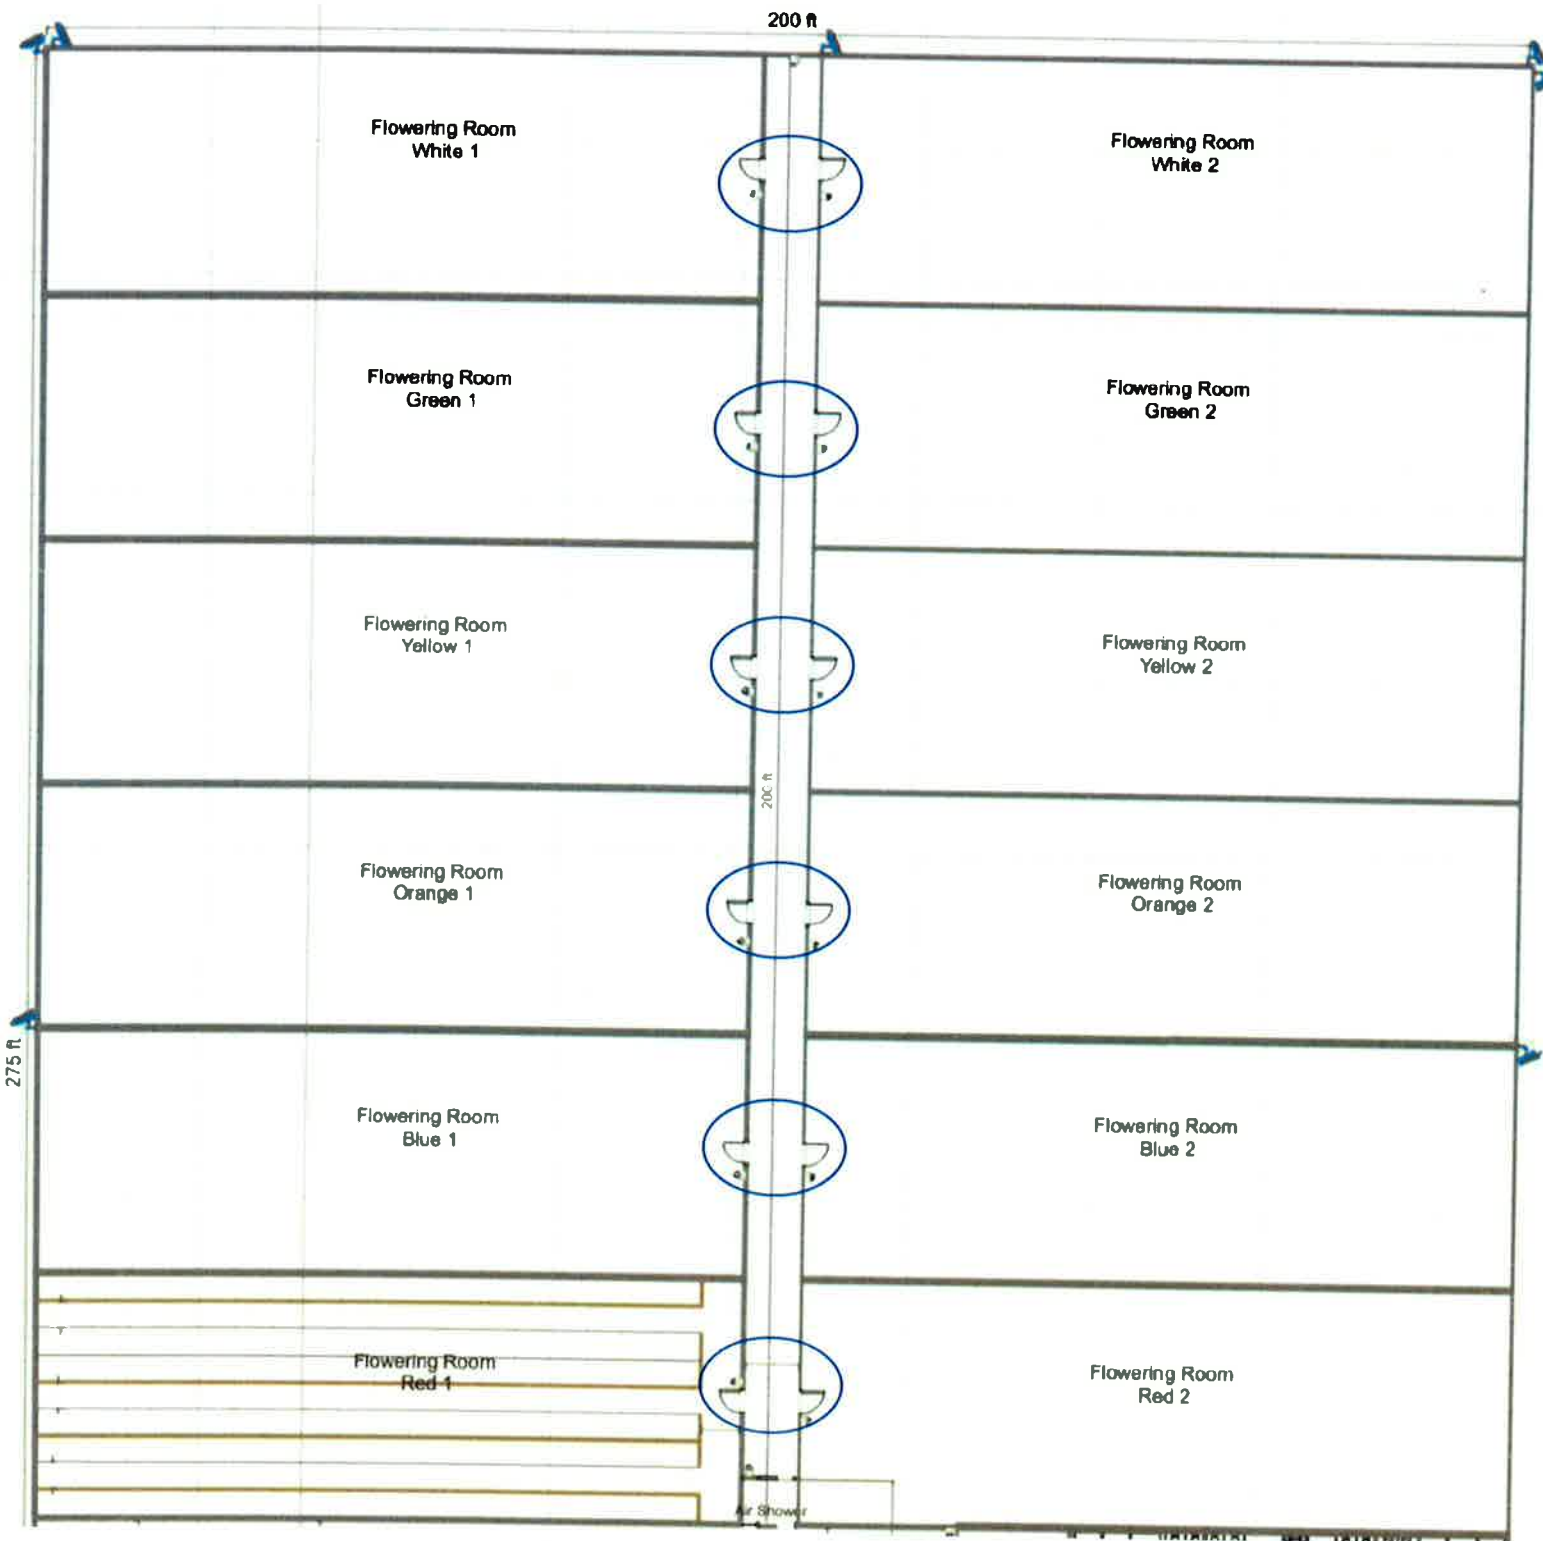 200 ft
Flowering Room
White 1
Flowering Room
White 2
Flowering Room
Green 1
Flowering Room
Green 2
Flowering Room
Yellow 1
Flowering Room
Yellow 2
200 ft
Flowering Room
Orange 1
Flowering Room
Orange 2
275 ft
Flowering Room
Blue 1
Flowering Room
Blue 2
Flowering Room
Red 1
Flowering Room
Red 2
Air Shower